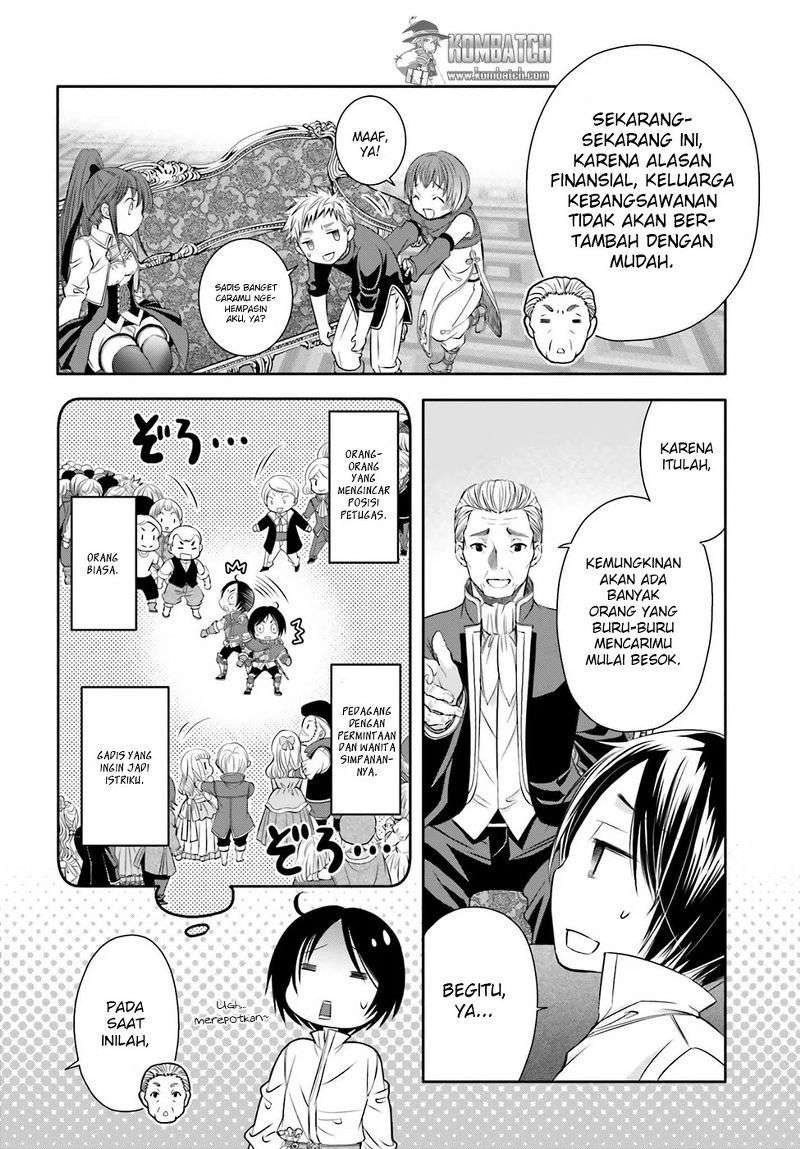 KOMBATCH
www.kombatch.com
SEKARANG-
SEKARANG INI,
KARENA ALASAN
FINANSIAL, KELUARGA
KEBANGSAWANAN
TIDAK AKAN BER-
TAMBAH DENGAN
MUDAH.
MAAF,
YA!
SADIS BANGET
CARAMU NGE-
HEMPASIN
AKU, YA?
KARENA
ITULAH,
KEMUNGKINAN
AKAN ADA
BANYAK
ORANG YANG
BURU-BURU
MENCARIMU
MULAI BESOK.
BEGITU,
YA...
ぞろ...
ORANG-
ORANG
YANG
MENGINCAR
POSISI
PETUGAS.
ORANG
BIASA.
PEDAGANG
DENGAN
PERMINTAAN
DAN WANITA
SIMPANAN-
NYA.
GADIS YANG
INGIN JADI
ISTRIKU.
ぞろ...
UGH...
merepotkan~
PADA
SAAT
INILAH,